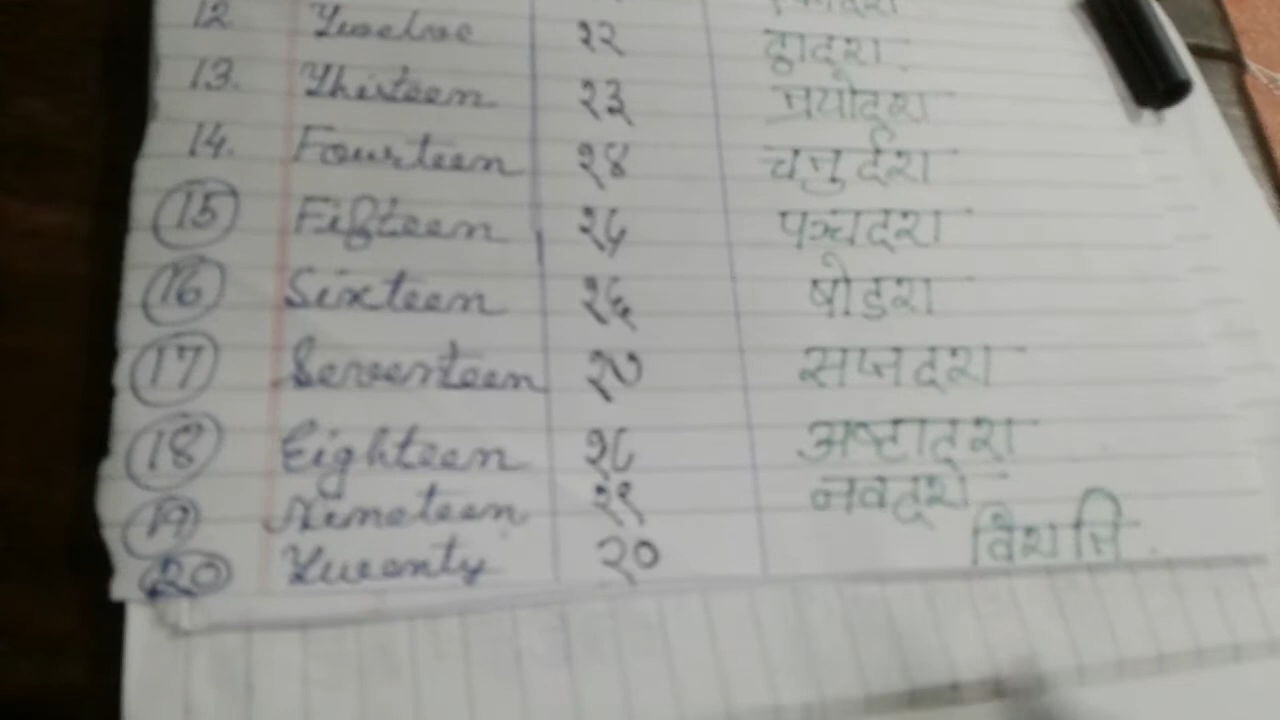 12 Twelve १२ द्वादश
13. Thirteen १३ त्रयोदश
14. Fourteen १४ चतुर्दश
15 Fifteen १५ पञ्चदश
16 Sixteen १६ षोडश
17 Seventeen १७ सप्तदश
18 Eighteen १८ अष्टादश
19 Nineteen १९ नवदश
20 Twenty २० विंशति